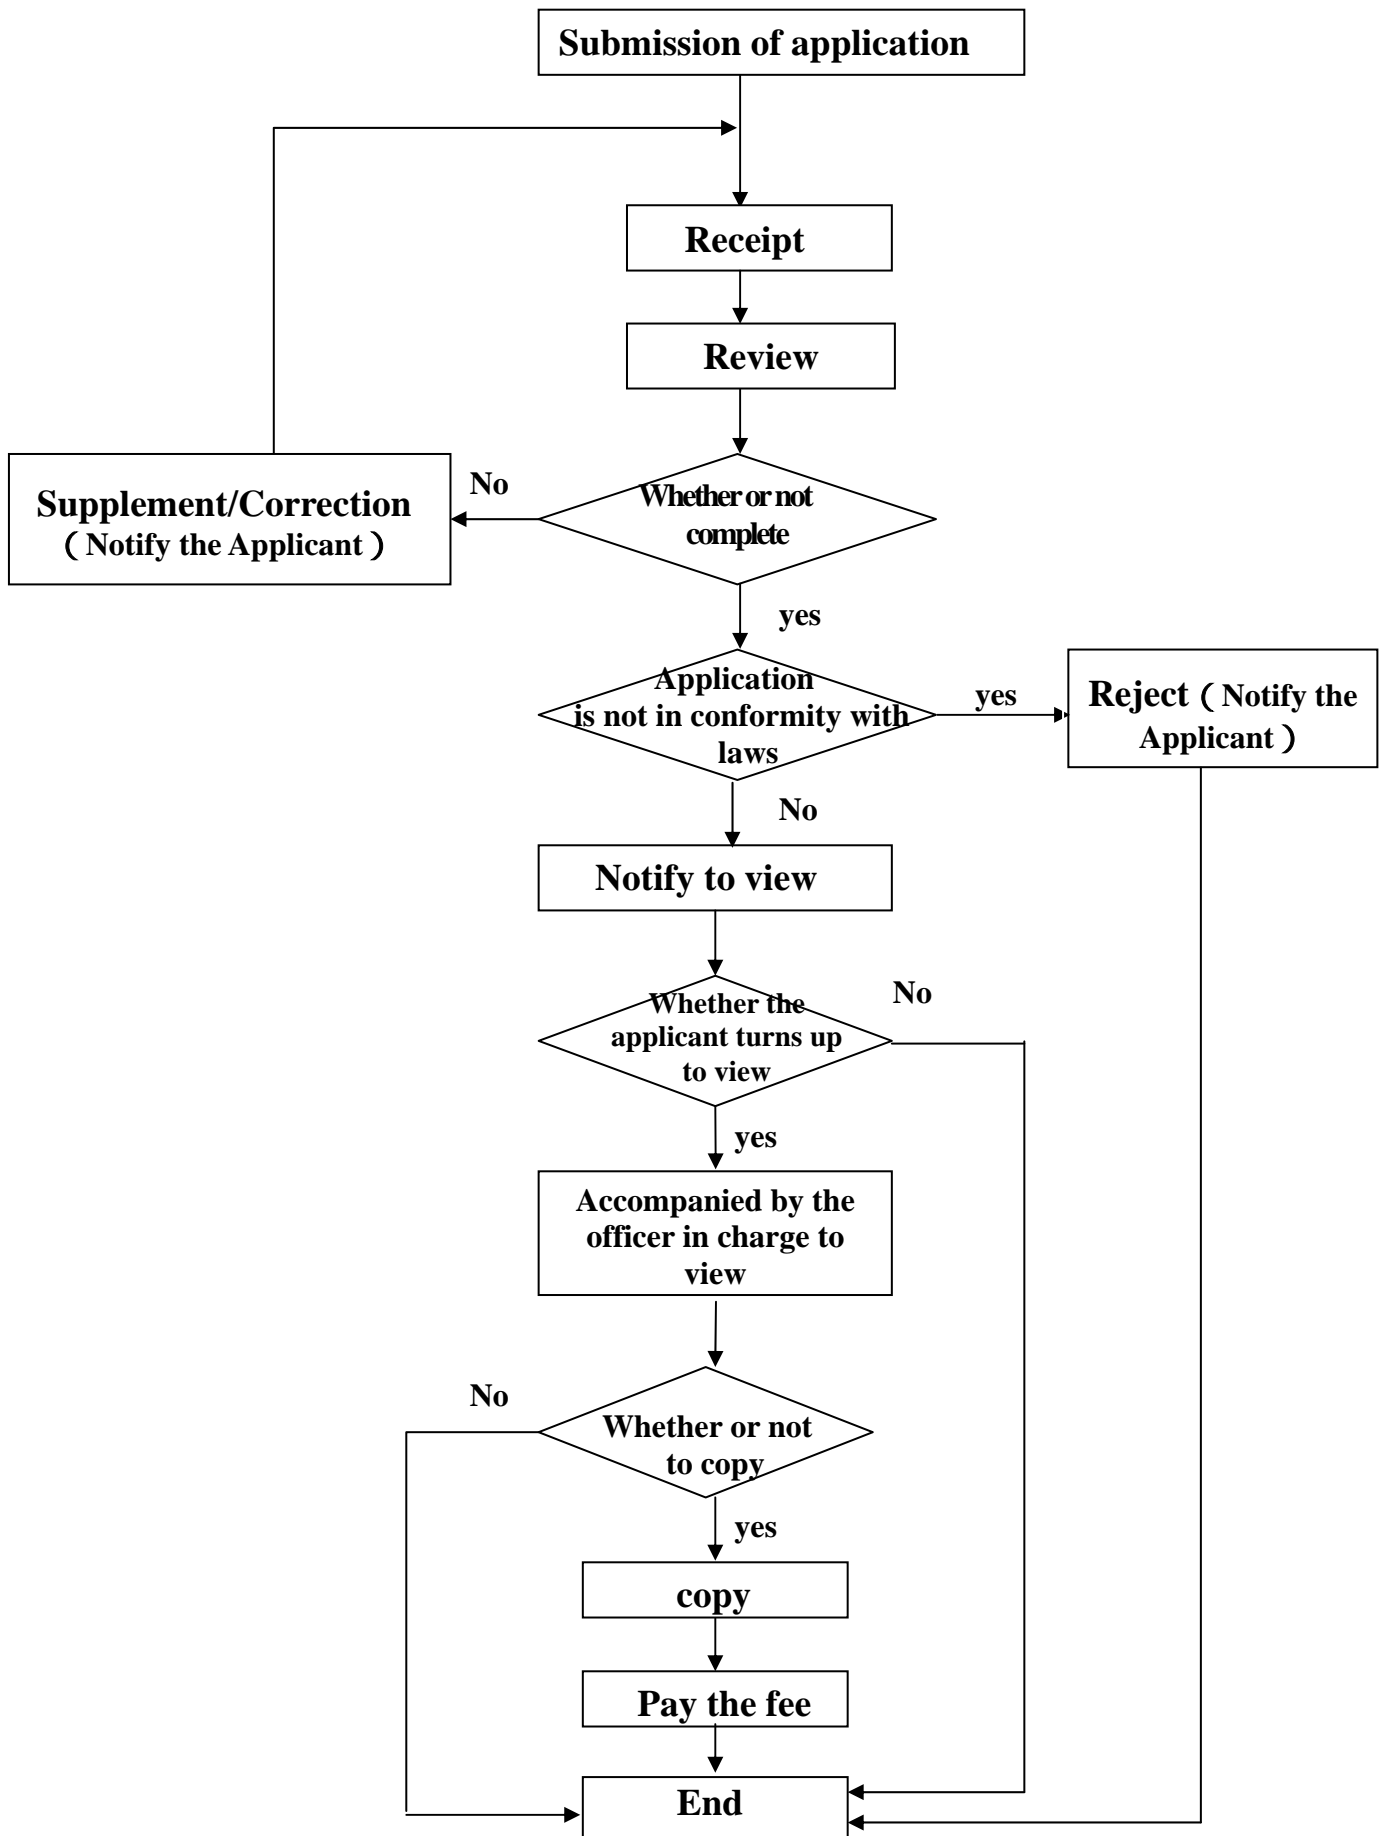 Submission of application
Receipt
Review
No
Whether or not
complete
Supplement/Correction
( Notify the Applicant )
yes
Application
is not in conformity with
laws
yes
Reject ( Notify the
Applicant )
No
Notify to view
Whether the
applicant turns up
to view
No
yes
Accompanied by the
officer in charge to
view
No
Whether or not
to copy
yes
copy
Pay the fee
End